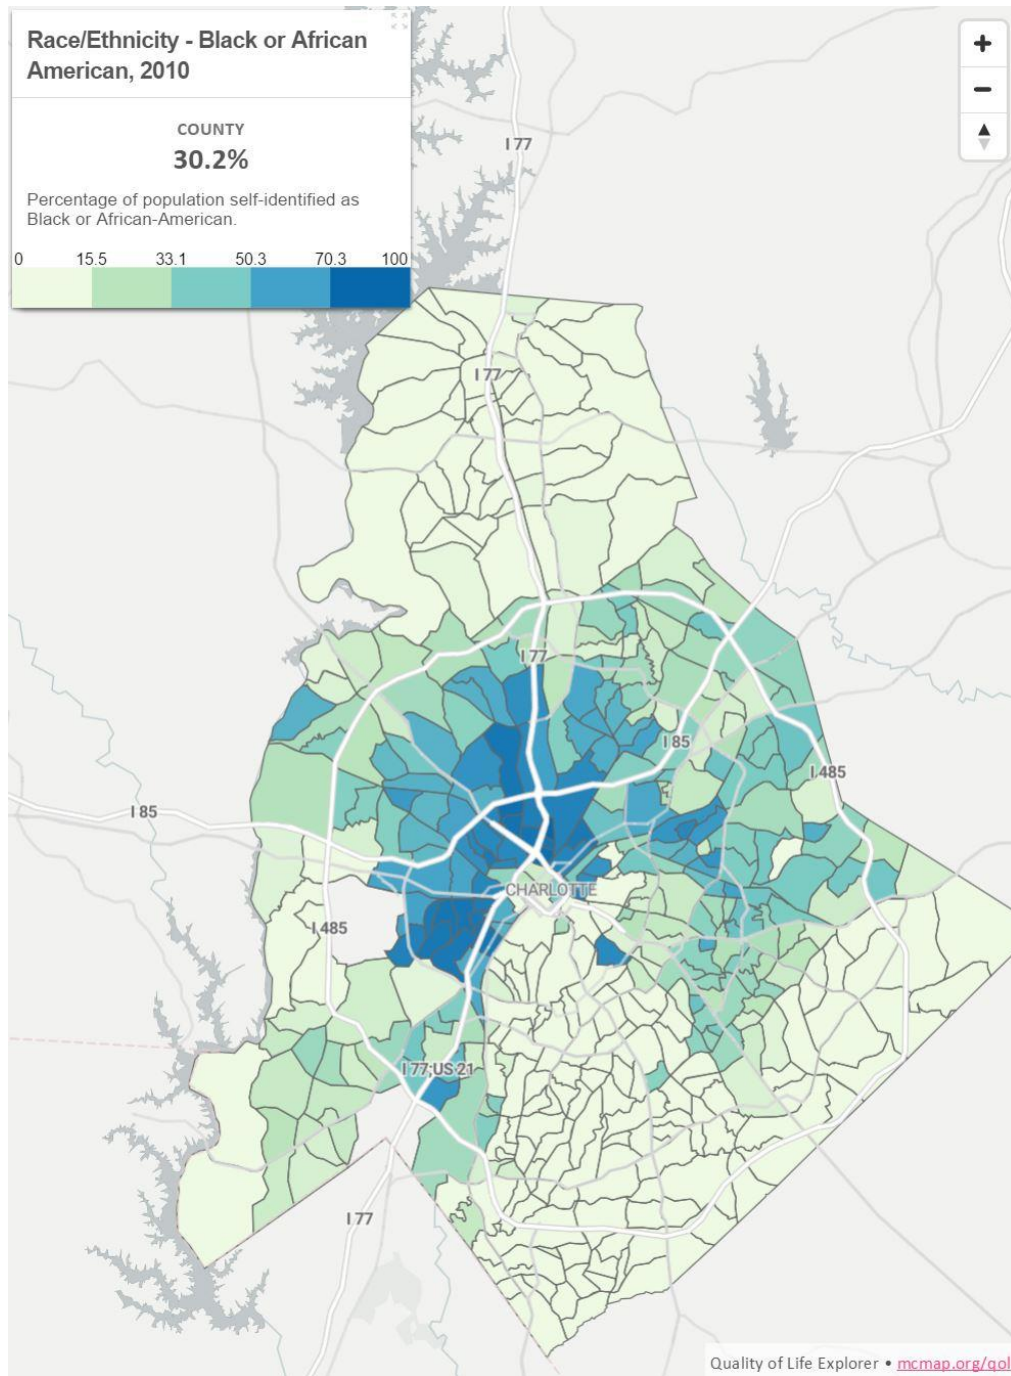 Race/Ethnicity - Black or African
American, 2010
COUNTY
30.2%
Percentage of population self-identified as
Black or African-American.
0 15.5 33.1 50.3 70.3 100
I 77
I 77
I 77
I 85
I 485
I 85
CHARLOTTE
I 485
I 77;US 21
I 77
Quality of Life Explorer • mcmap.org/qol